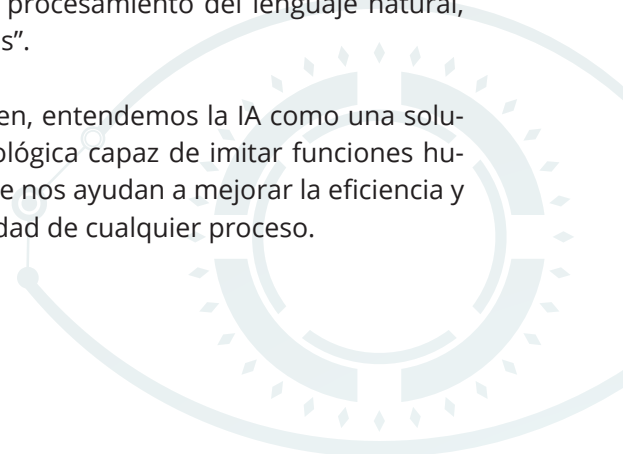 procesamiento del lenguaje natural,
s”.
en, entendemos la IA como una solu-
ológica capaz de imitar funciones hu-
e nos ayudan a mejorar la eficiencia y
dad de cualquier proceso.